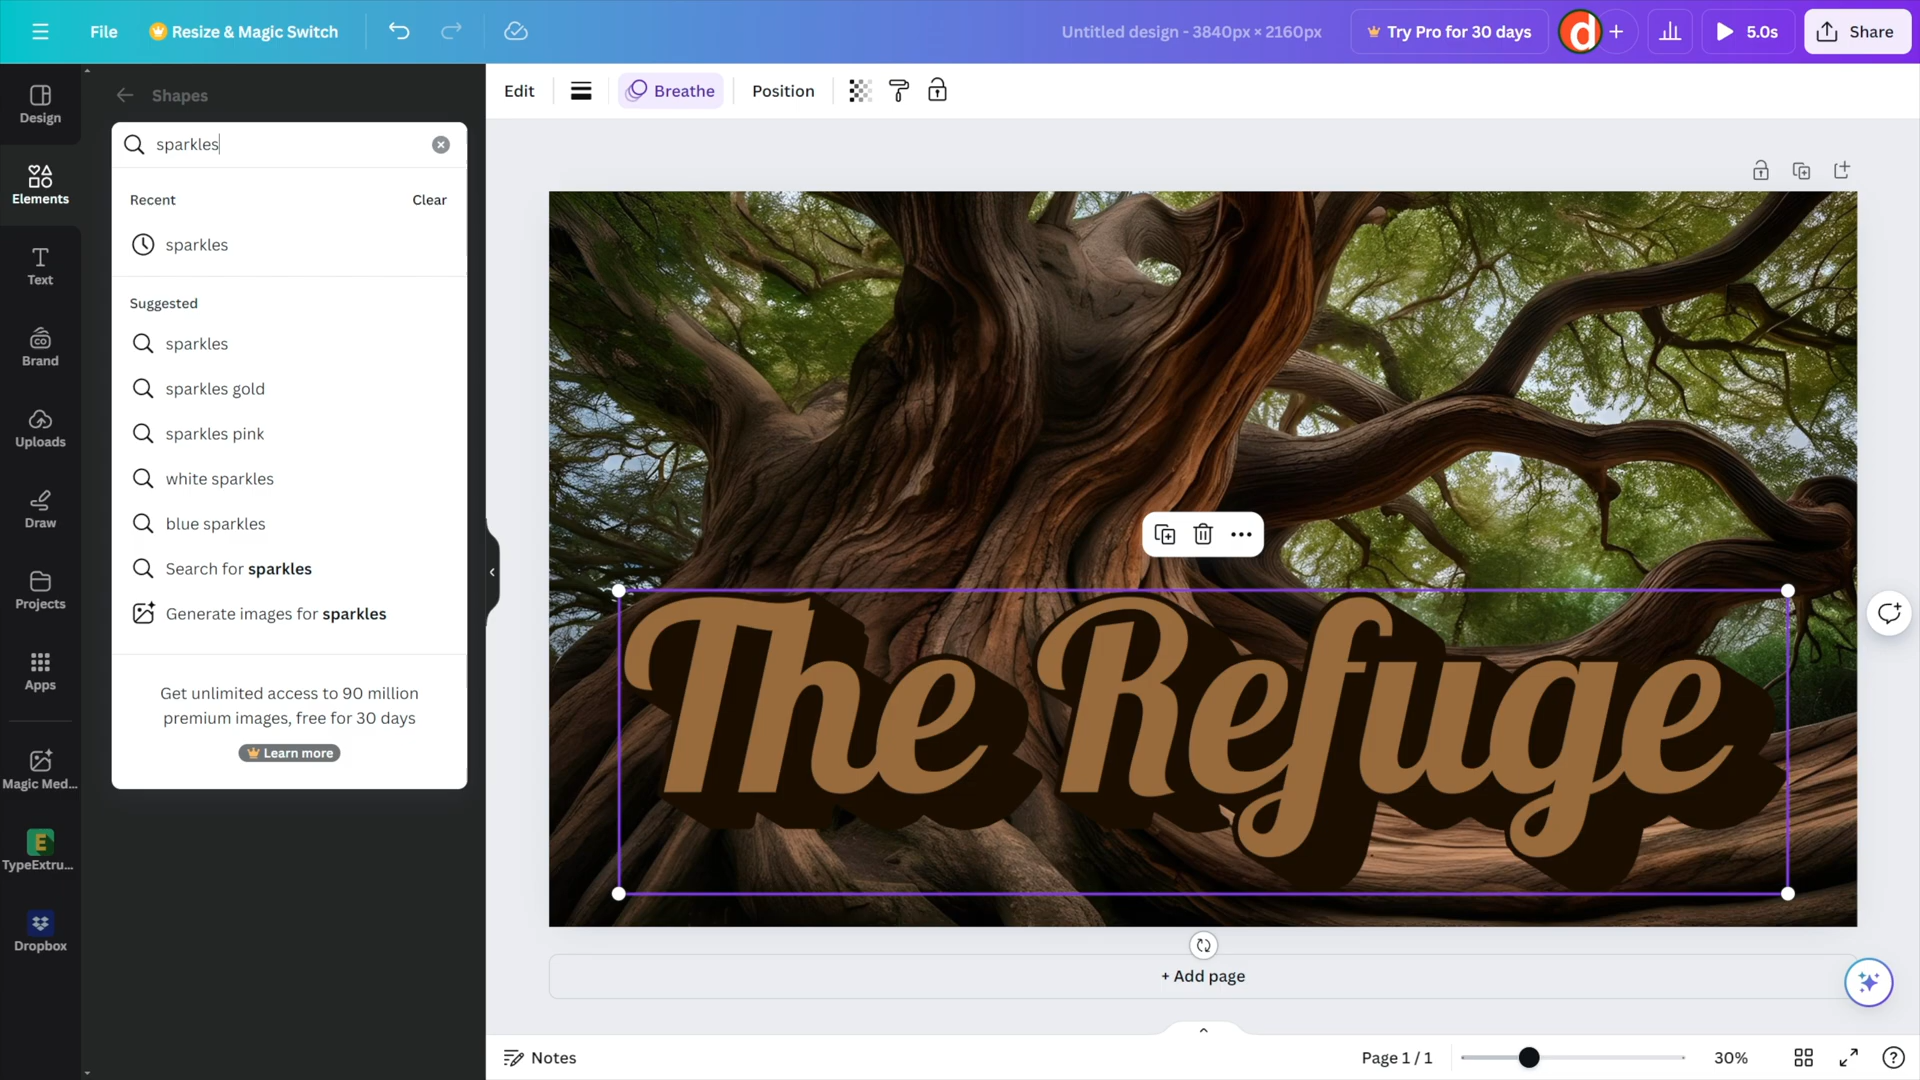 File
Resize & Magic Switch
Untitled design - 3840px × 2160px
Try Pro for 30 days
d
5.0s
Share
Design
Elements
Text
Brand
Uploads
Draw
Projects
Apps
Magic Med...
E
TypeExtru...
Dropbox
Shapes
sparkles
Recent
Clear
sparkles
Suggested
sparkles
sparkles gold
sparkles pink
white sparkles
blue sparkles
Search for sparkles
Generate images for sparkles
Get unlimited access to 90 million
premium images, free for 30 days
Learn more
Edit
Breathe
Position
The Refuge
+ Add page
Notes
Page 1 / 1
30%